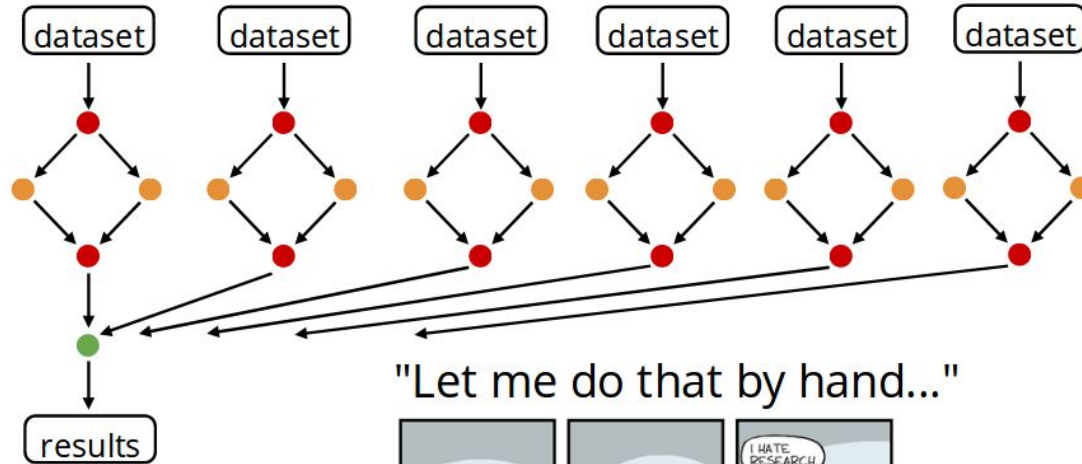 dataset dataset dataset dataset dataset dataset
"Let me do that by hand..."
results
I HATE
RESEARCH